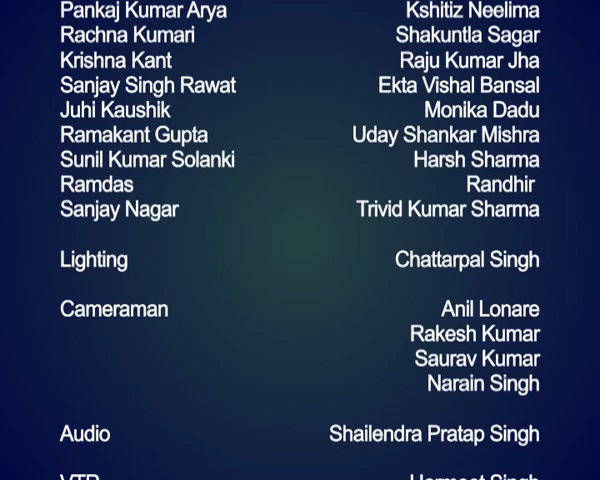 Pankaj Kumar Arya Kshitiz Neelima
Rachna Kumari Shakuntla Sagar
Krishna Kant Raju Kumar Jha
Sanjay Singh Rawat Ekta Vishal Bansal
Juhi Kaushik Monika Dadu
Ramakant Gupta Uday Shankar Mishra
Sunil Kumar Solanki Harsh Sharma
Ramdas Randhir
Sanjay Nagar Trivid Kumar Sharma
Lighting Chattarpal Singh
Cameraman Anil Lonare
Rakesh Kumar
Saurav Kumar
Narain Singh
Audio Shailendra Pratap Singh
VTR Harmeet Singh